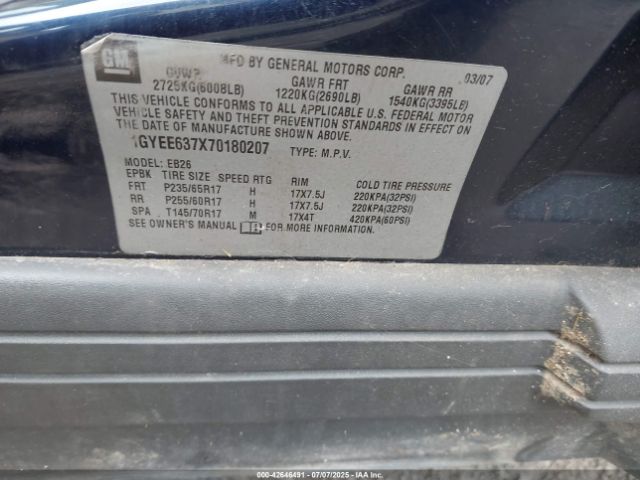 GM
MFD BY GENERAL MOTORS CORP. 03/07
GVWR GAWR FRT GAWR RR
2725KG(6008LB) 1220KG(2690LB) 1540KG(3395LB)
THIS VEHICLE CONFORMS TO ALL APPLICABLE U.S. FEDERAL MOTOR
VEHICLE SAFETY AND THEFT PREVENTION STANDARDS IN EFFECT ON
THE DATE OF MANUFACTURE SHOWN ABOVE.
1GYEE637X70180207 TYPE: M.P.V.
MODEL: EB26
EPBK TIRE SIZE SPEED RTG RIM COLD TIRE PRESSURE
FRT P235/65R17 H 17X7.5J 220KPA(32PSI)
RR P255/60R17 H 17X7.5J 220KPA(32PSI)
SPA T145/70R17 M 17X4T 420KPA(60PSI)
SEE OWNER'S MANUAL FOR MORE INFORMATION.
000-42646491 - 07/07/2025 - IAAI.COM